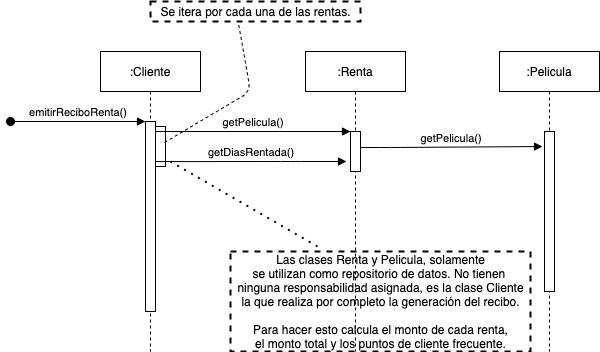 Se itera por cada una de las rentas.
:Cliente
:Renta
:Pelicula
emitirReciboRenta()
getPelicula()
getPelicula()
getDiasRentada()
Las clases Renta y Pelicula, solamente
se utilizan como repositorio de datos. No tienen
ninguna responsabilidad asignada, es la clase Cliente
la que realiza por completo la generación del recibo.
Para hacer esto calcula el monto de cada renta,
el monto total y los puntos de cliente frecuente.